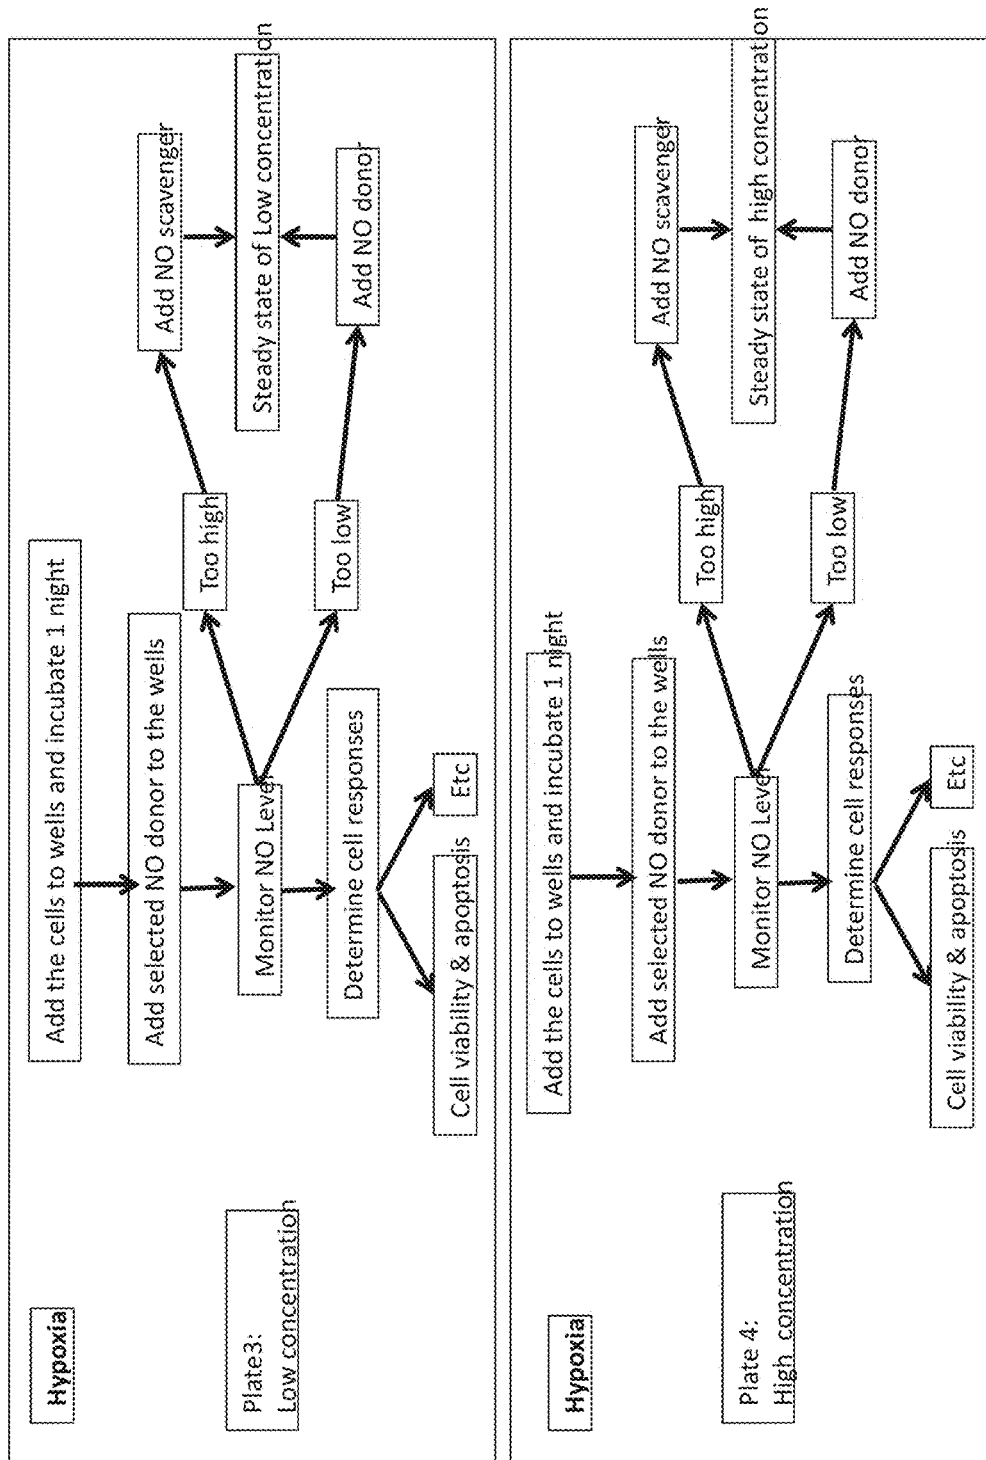 Hypoxia
Plate3:
Low concentration
Add the cells to wells and incubate 1 night
Add selected NO donor to the wells
Monitor NO Level
Determine cell responses
Cell viability & apoptosis
Etc
Too high
Too low
Add NO scavenger
Steady state of Low concentration
Add NO donor
Hypoxia
Plate 4:
High concentration
Add the cells to wells and incubate 1 night
Add selected NO donor to the wells
Monitor NO Level
Determine cell responses
Cell viability & apoptosis
Etc
Too high
Too low
Add NO scavenger
Steady state of high concentration
Add NO donor